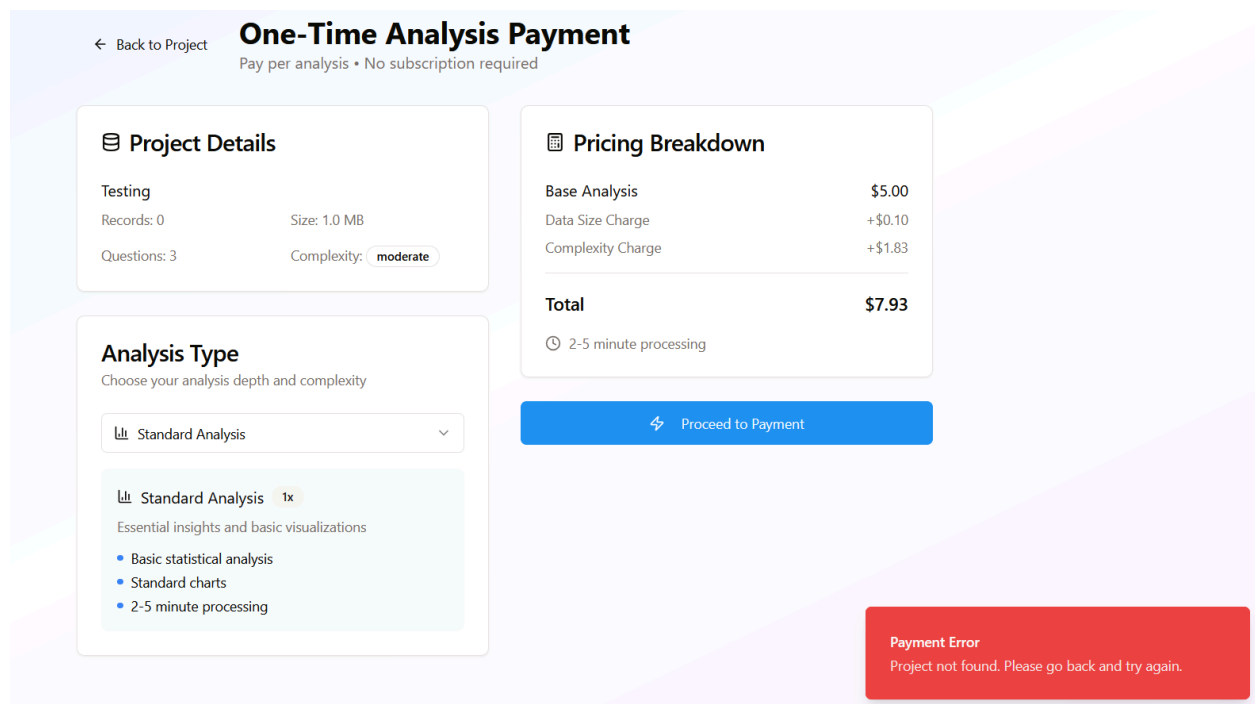 Back to Project
One-Time Analysis Payment
Pay per analysis • No subscription required
Project Details
Testing
Records: 0 Size: 1.0 MB
Questions: 3 Complexity: moderate
Analysis Type
Choose your analysis depth and complexity
Standard Analysis
Standard Analysis 1x
Essential insights and basic visualizations
• Basic statistical analysis
• Standard charts
• 2-5 minute processing
Pricing Breakdown
Base Analysis $5.00
Data Size Charge +$0.10
Complexity Charge +$1.83
Total $7.93
2-5 minute processing
Proceed to Payment
Payment Error
Project not found. Please go back and try again.